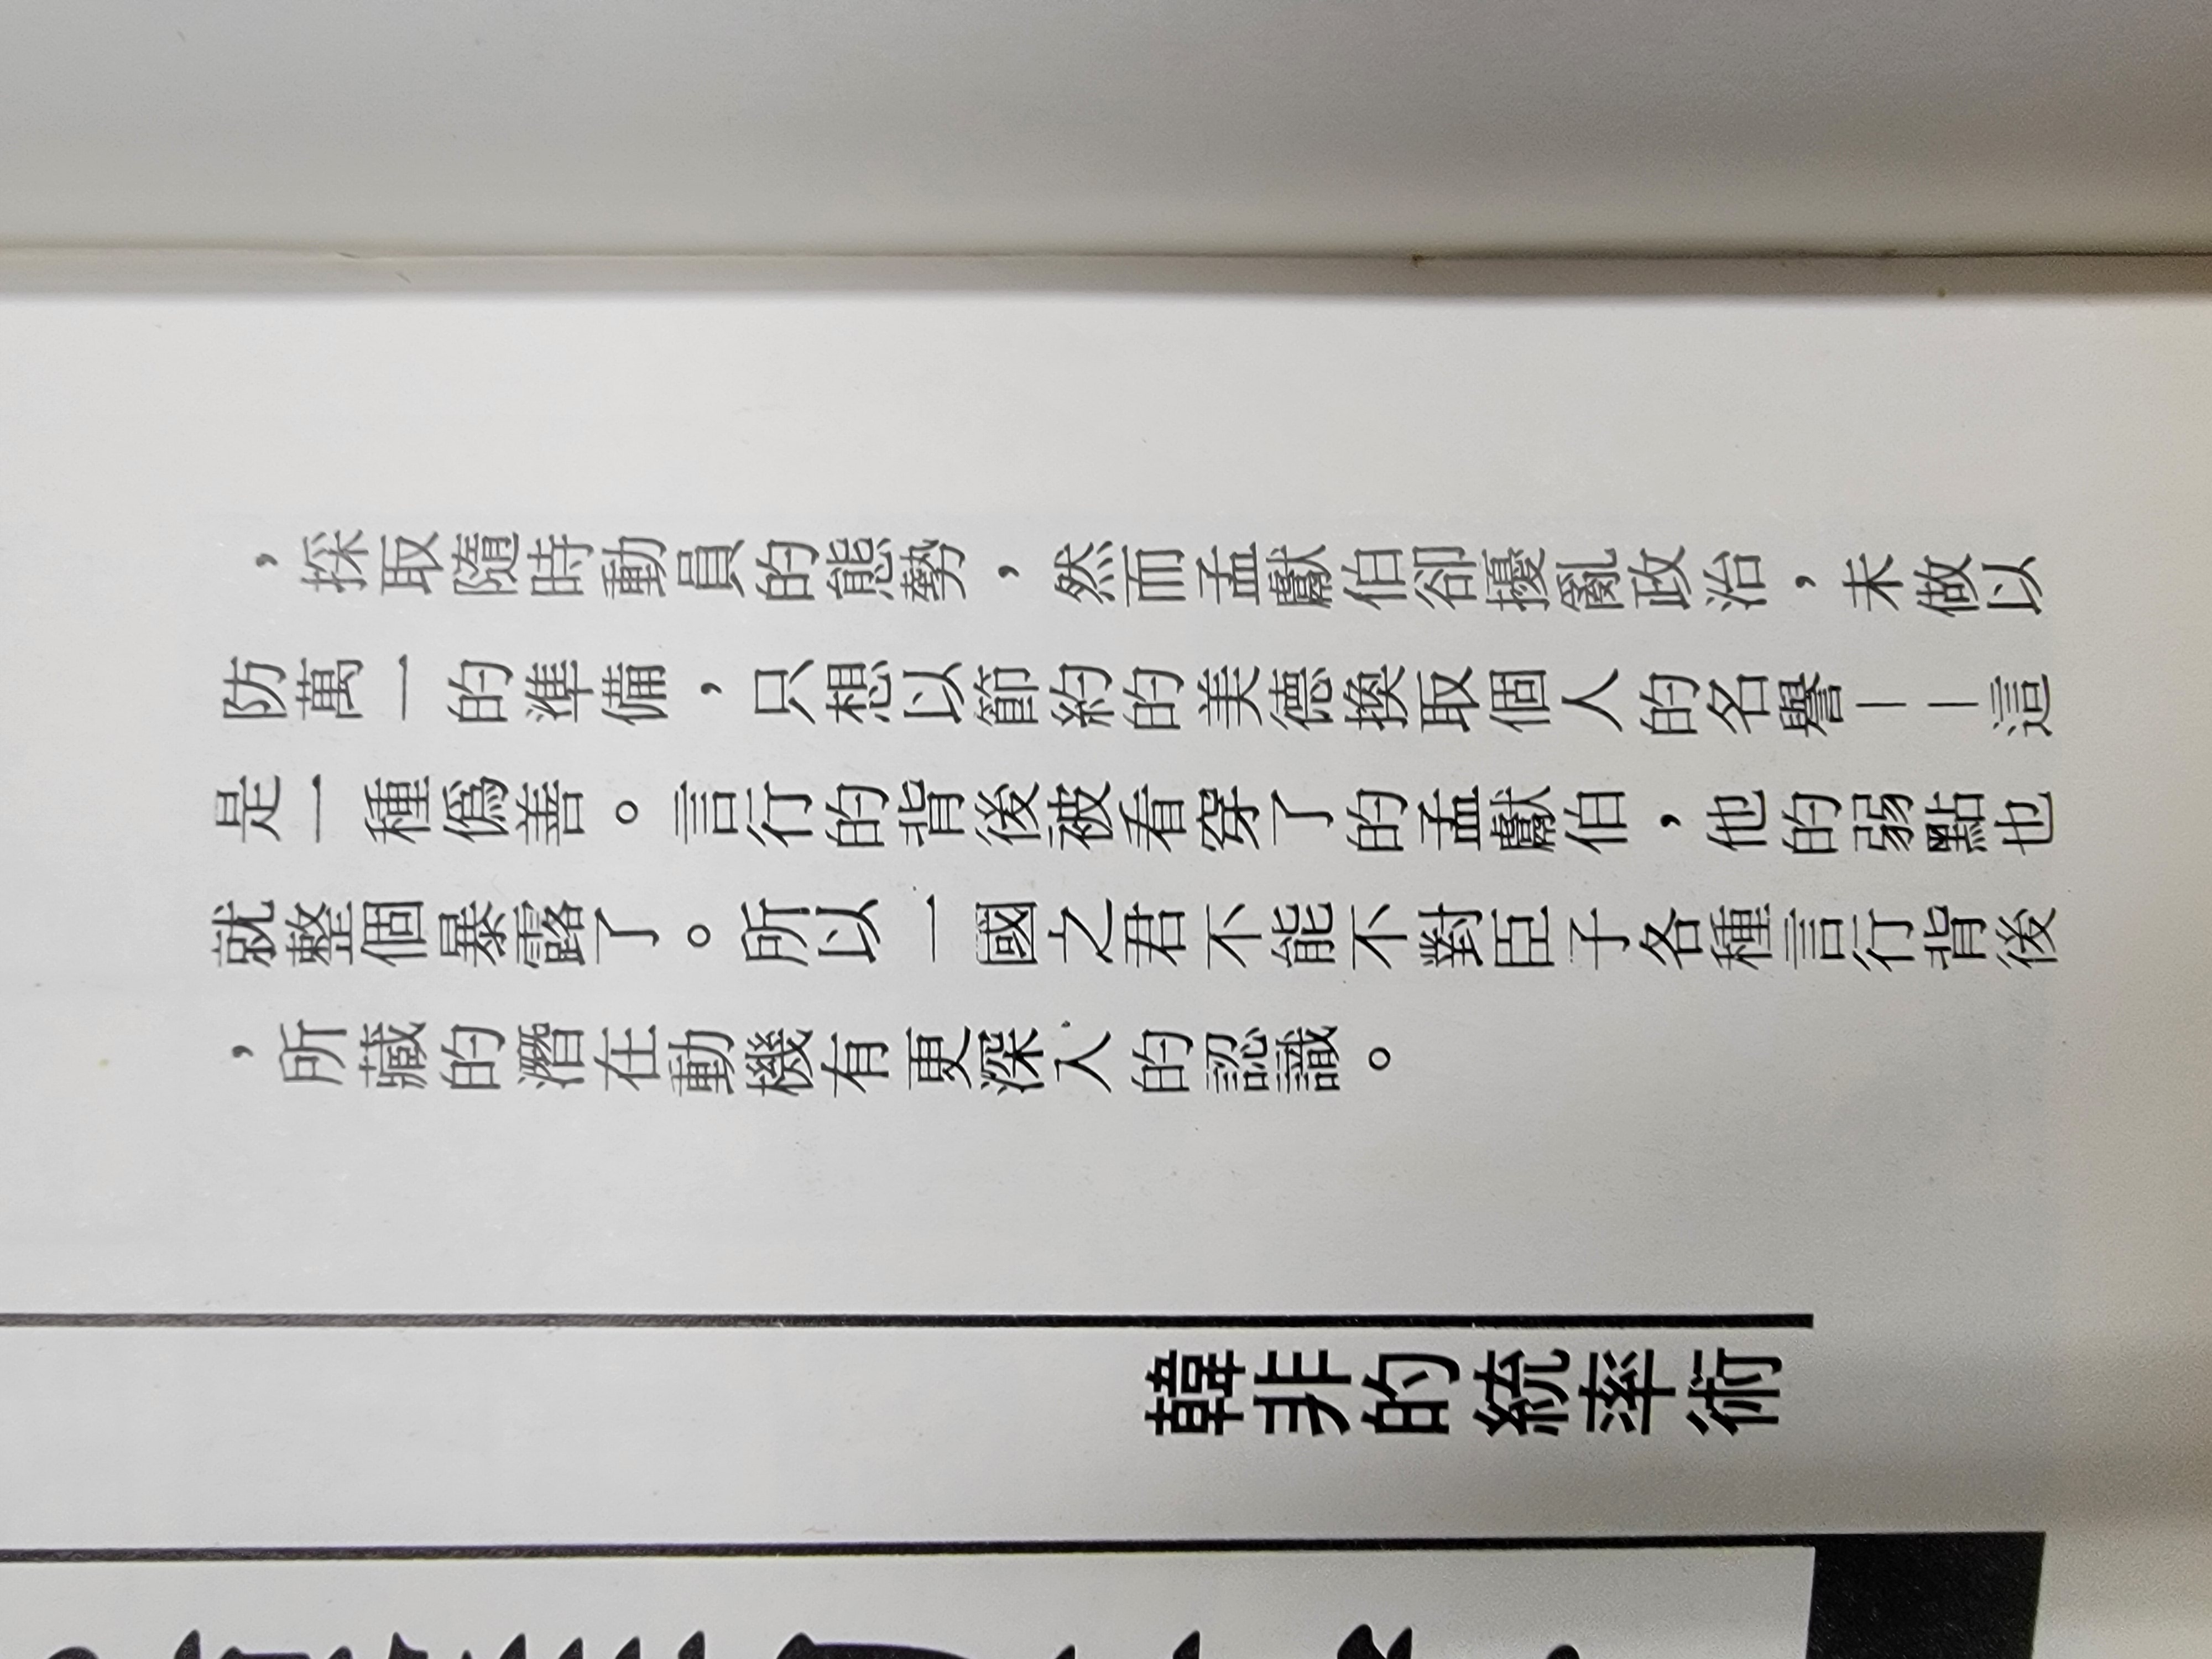 ，採取隨時動員的態勢，然而孟獻伯卻擾亂政治，未做以
防萬一的準備，只想以節約的美德換取個人的名譽——這
是一種偽善。言行的背後被看穿了的孟獻伯，他的弱點也
就整個暴露了。所以一國之君不能不對臣子各種言行背後
，所藏的潛在動機有更深入的認識。
韓非的統率術